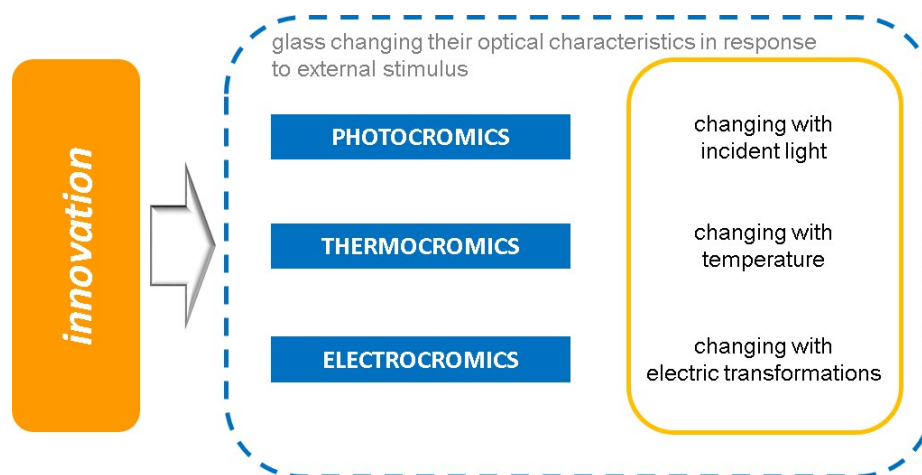 innovation
glass changing their optical characteristics in response
to external stimulus
PHOTOCROMICS
changing with
incident light
THERMOCROMICS
changing with
temperature
ELECTROCROMICS
changing with
electric transformations